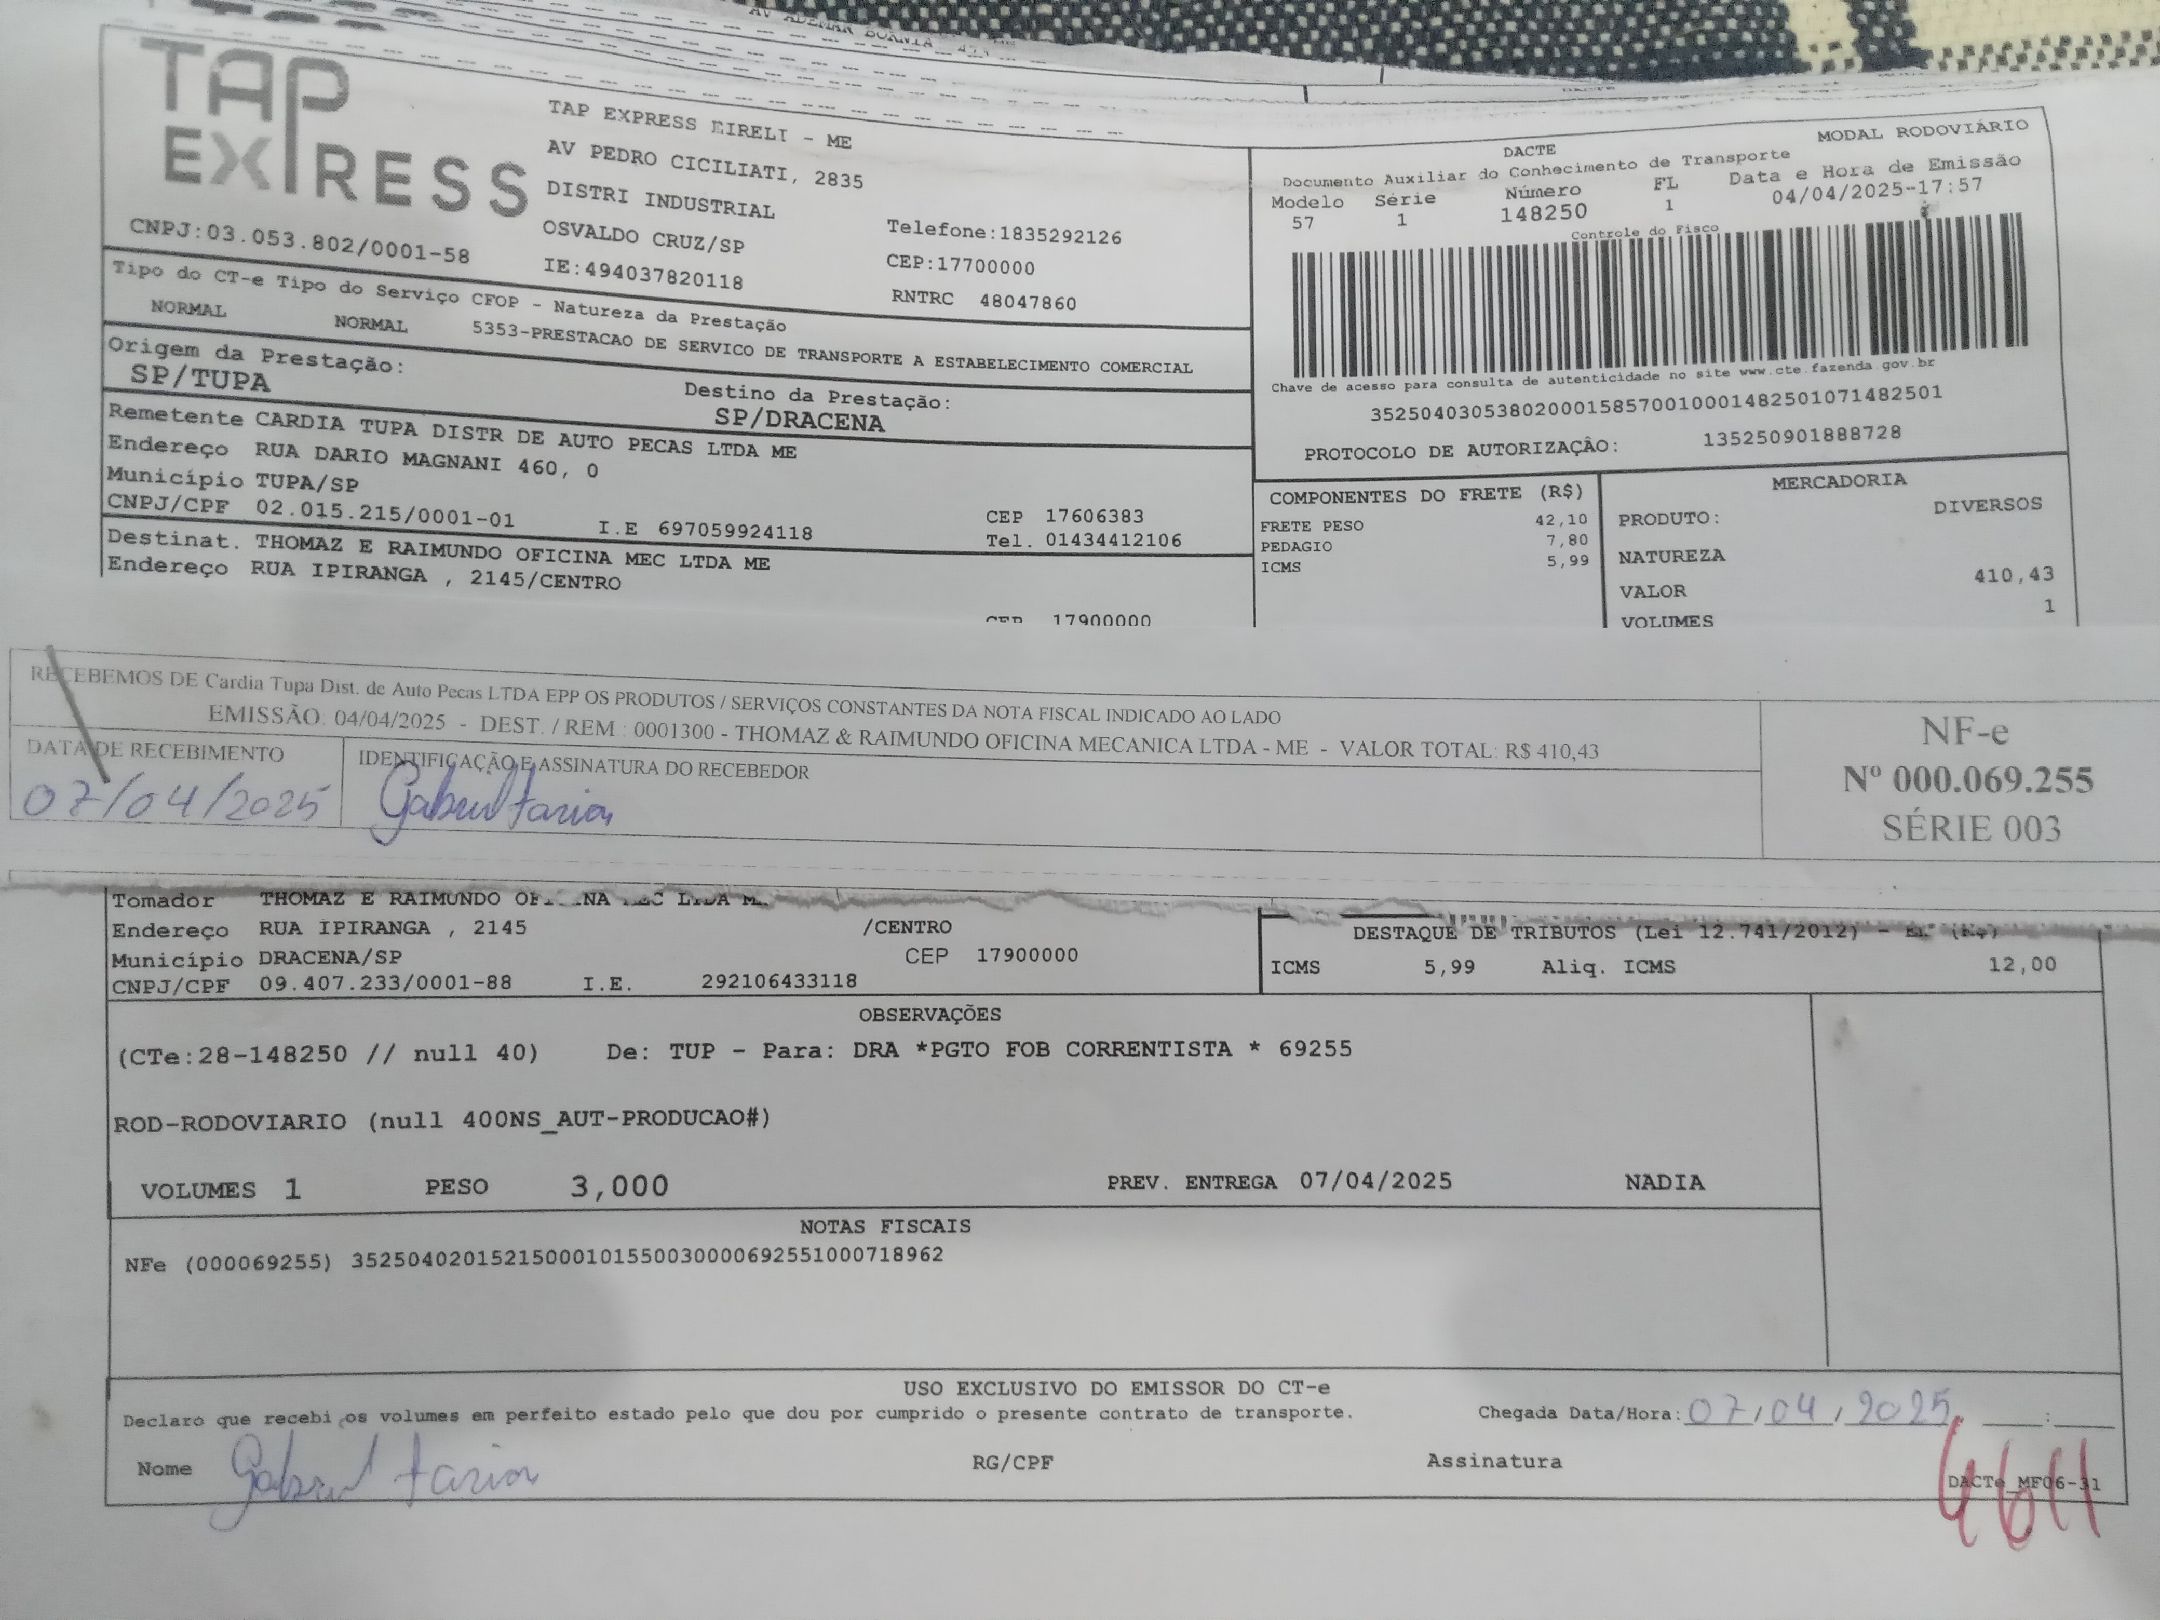 AV ADEMAR BORNIA
TAP EXPRESS
TAP EXPRESS EIRELI - ME
AV PEDRO CICILIATI, 2835
DISTRI INDUSTRIAL
OSVALDO CRUZ/SP
Telefone:1835292126
CNPJ:03.053.802/0001-58
IE:494037820118
CEP:17700000
RNTRC 48047860
Tipo do CT-e Tipo do Serviço CFOP - Natureza da Prestação
NORMAL NORMAL 5353-PRESTACAO DE SERVICO DE TRANSPORTE A ESTABELECIMENTO COMERCIAL
Origem da Prestação:
SP/TUPA
Destino da Prestação:
SP/DRACENA
Remetente CARDIA TUPA DISTR DE AUTO PECAS LTDA ME
Endereço RUA DARIO MAGNANI 460, 0
Município TUPA/SP
CEP 17606383
CNPJ/CPF 02.015.215/0001-01 I.E 697059924118 Tel. 01434412106
Destinat. THOMAZ E RAIMUNDO OFICINA MEC LTDA ME
Endereço RUA IPIRANGA , 2145/CENTRO
CEP 17900000
DACTE
MODAL RODOVIÁRIO
Documento Auxiliar do Conhecimento de Transporte
Modelo Série Número FL Data e Hora de Emissão
57 1 148250 1 04/04/2025-17:57
Controle do Fisco
Chave de acesso para consulta de autenticidade no site www.cte.fazenda.gov.br
35250403053802000158570010001482501071482501
PROTOCOLO DE AUTORIZAÇÃO: 135250901888728
COMPONENTES DO FRETE (R$)
FRETE PESO 42,10
PEDAGIO 7,80
ICMS 5,99
MERCADORIA
PRODUTO: DIVERSOS
NATUREZA
VALOR 410,43
VOLUMES 1
RECEBEMOS DE Cardia Tupa Dist. de Auto Pecas LTDA EPP OS PRODUTOS / SERVIÇOS CONSTANTES DA NOTA FISCAL INDICADO AO LADO
EMISSÃO: 04/04/2025 - DEST. / REM : 0001300 - THOMAZ & RAIMUNDO OFICINA MECANICA LTDA - ME - VALOR TOTAL: R$ 410,43
DATA DE RECEBIMENTO
07/04/2025
IDENTIFICAÇÃO E ASSINATURA DO RECEBEDOR
Gabriel Farias
NF-e
Nº 000.069.255
SÉRIE 003
Tomador THOMAZ E RAIMUNDO
Endereço RUA IPIRANGA , 2145 /CENTRO
Município DRACENA/SP CEP 17900000
CNPJ/CPF 09.407.233/0001-88 I.E. 292106433118
DESTAQUE DE TRIBUTOS (Lei 12.741/2012) -
ICMS 5,99 Aliq. ICMS 12,00
OBSERVAÇÕES
(CTe:28-148250 // null 40) De: TUP - Para: DRA *PGTO FOB CORRENTISTA * 69255
ROD-RODOVIARIO (null 400NS_AUT-PRODUCAO#)
VOLUMES 1 PESO 3,000 PREV. ENTREGA 07/04/2025 NADIA
NOTAS FISCAIS
NFe (000069255) 35250402015215000101550030000692551000718962
USO EXCLUSIVO DO EMISSOR DO CT-e
Declaro que recebi os volumes em perfeito estado pelo que dou por cumprido o presente contrato de transporte. Chegada Data/Hora: 07/04/2025 :
Nome Gabriel Farias RG/CPF Assinatura
DACTe_MF06-31